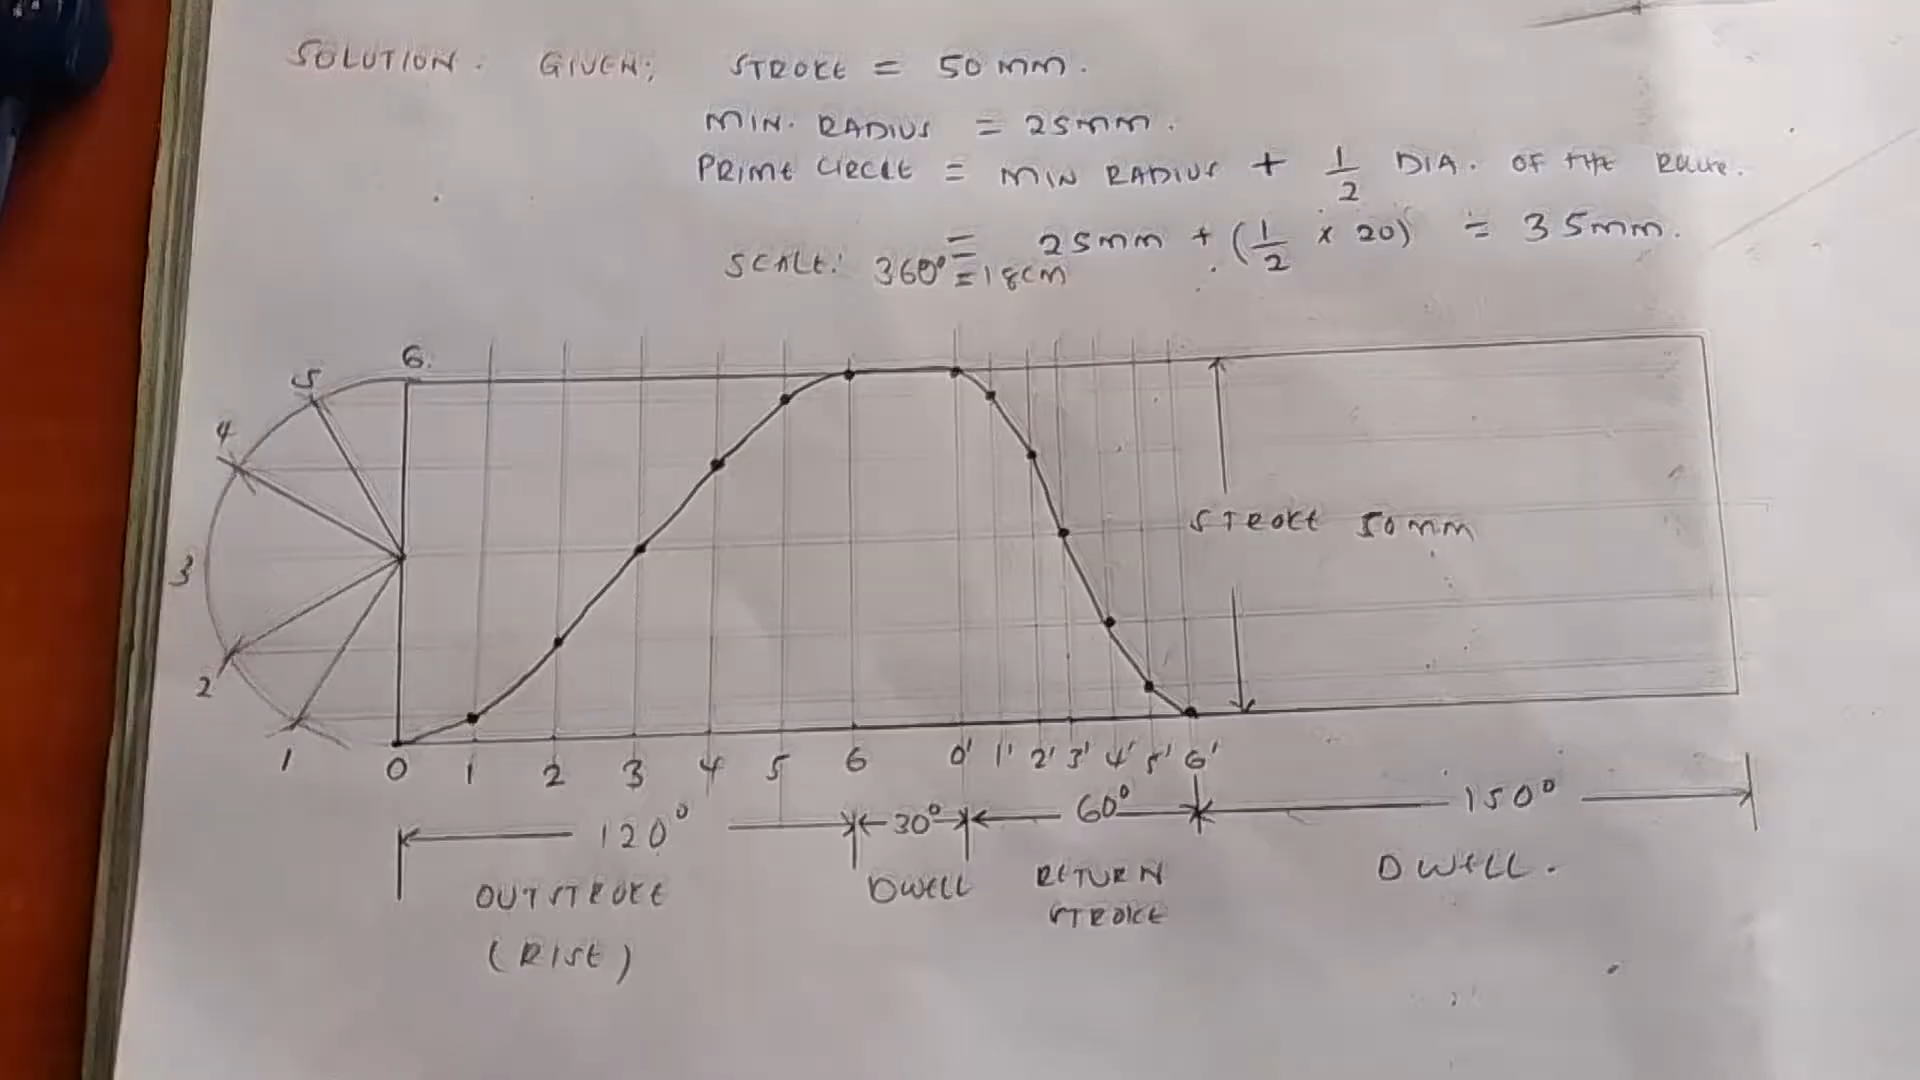 SOLUTION. GIVEN; STROKE = 50 mm.
MIN. RADIUS = 25mm.
PRIME CIRCLE = MIN RADIUS + 1/2 DIA. OF THE
= 25mm + (1/2 x 20) = 35mm.
SCALE: 360° = 18cm
6.
5
4
3
2
1
STROKE 50mm
0 1 2 3 4 5 6 0' 1' 2' 3' 4' 5' 6'
120° 30° 60° 150°
OUTSTROKE DWELL RETURN STROKE DWELL.
(RISE)